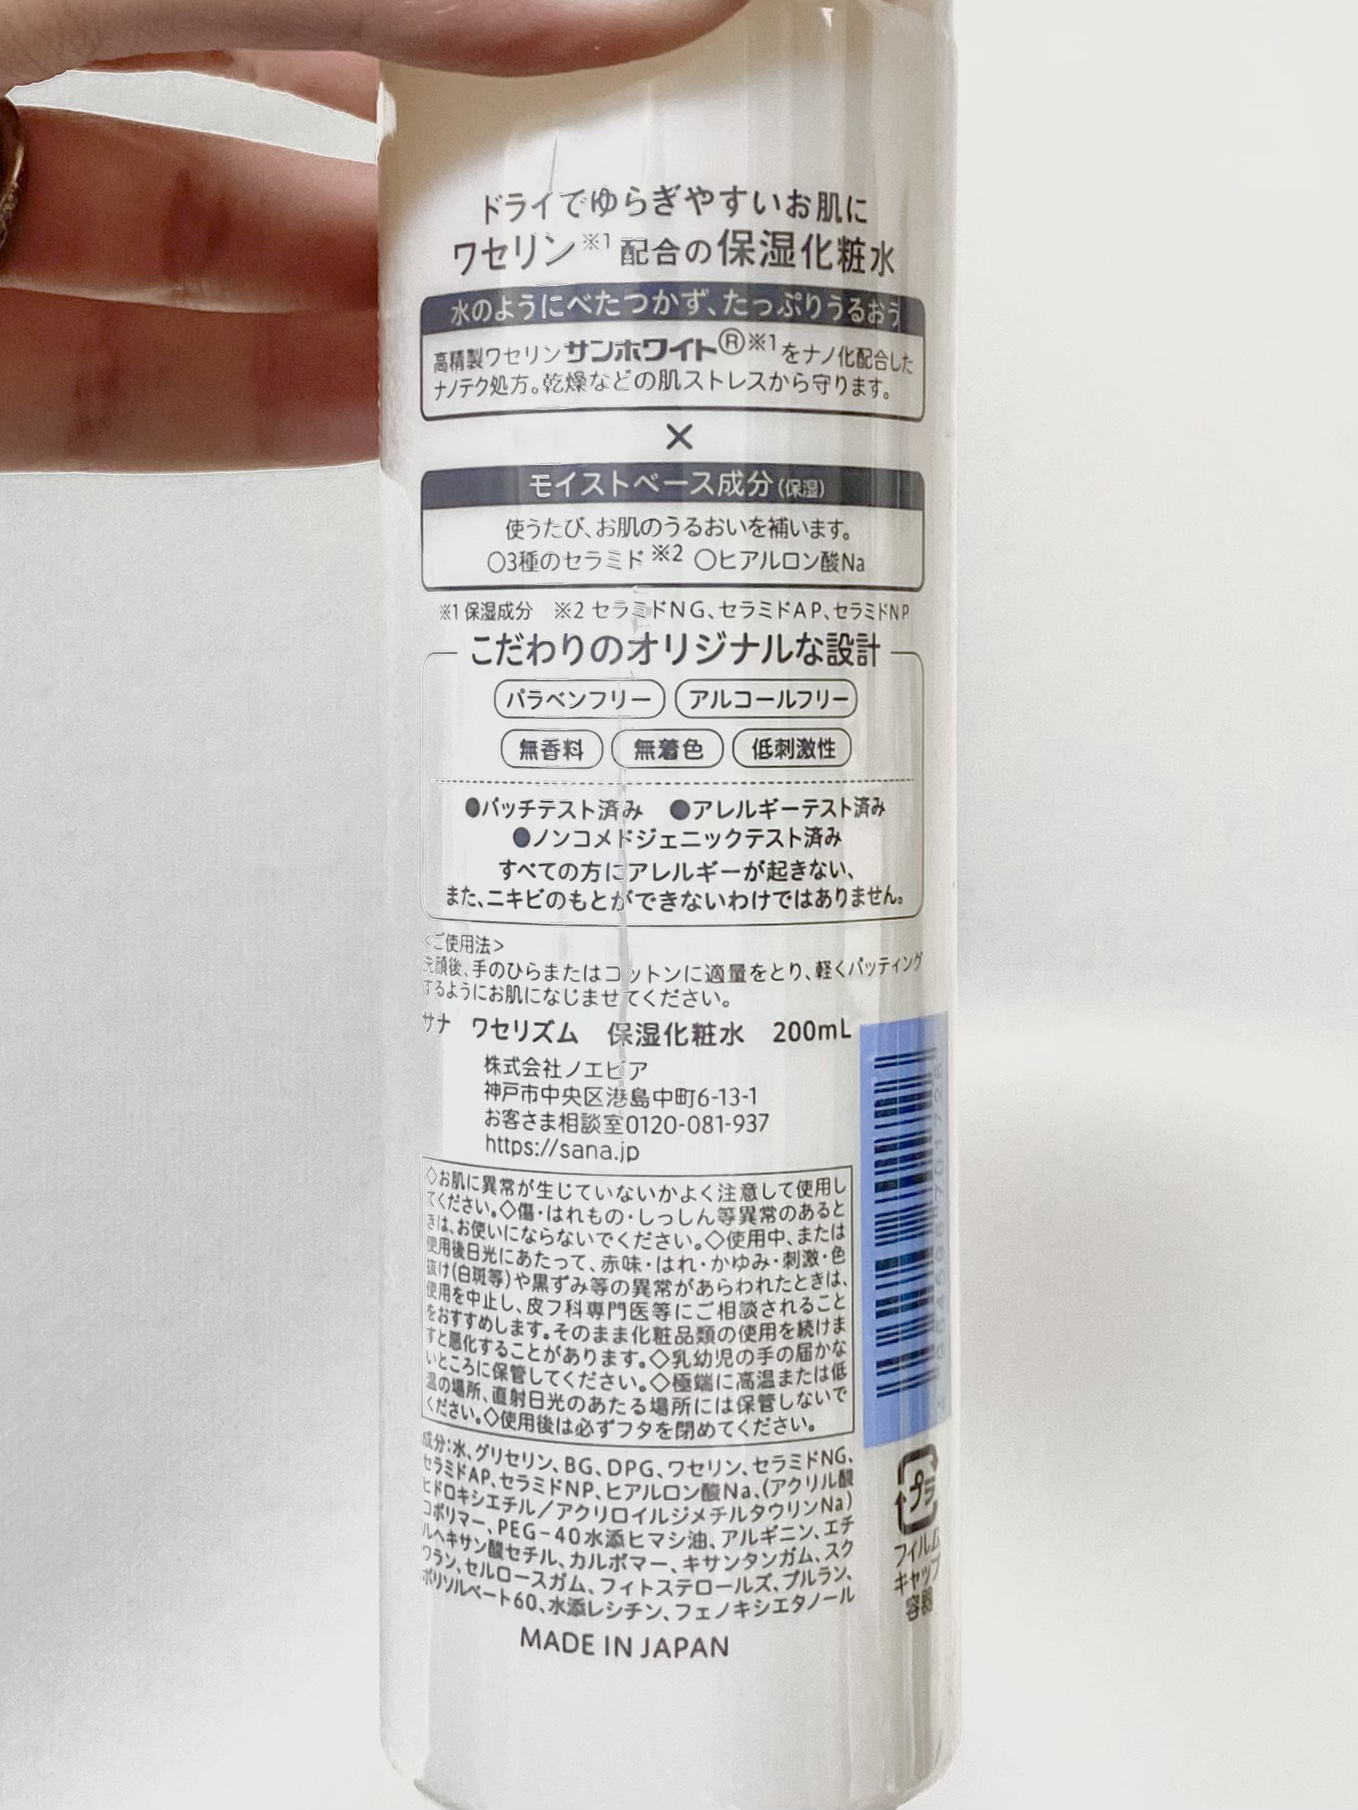 ドライでゆらぎやすいお肌に
ワセリン※1配合の保湿化粧水
水のようにべたつかず、たっぷりうるおう
高精製ワセリンサンホワイト®※1をナノ化配合した
ナノテク処方。乾燥などの肌ストレスから守ります。
×
モイストベース成分(保湿)
使うたび、お肌のうるおいを補います。
○3種のセラミド※2 ○ヒアルロン酸Na
※1 保湿成分 ※2 セラミドNG、セラミドAP、セラミドNP
こだわりのオリジナルな設計
パラベンフリー アルコールフリー
無香料 無着色 低刺激性
●パッチテスト済み ●アレルギーテスト済み
●ノンコメドジェニックテスト済み
すべての方にアレルギーが起きない、
また、ニキビのもとができないわけではありません。
<ご使用法>
洗顔後、手のひらまたはコットンに適量をとり、軽くパッティング
するようにお肌になじませてください。
サナ ワセリズム 保湿化粧水 200mL
株式会社ノエビア
神戸市中央区港島中町6-13-1
お客さま相談室0120-081-937
https://sana.jp
◇お肌に異常が生じていないかよく注意して使用し
てください。◇傷・はれもの・しっしん等異常のあると
きは、お使いにならないでください。◇使用中、または
使用後日光にあたって、赤味・はれ・かゆみ・刺激・色
抜け(白斑等)や黒ずみ等の異常があらわれたときは、
使用を中止し、皮フ科専門医等にご相談されること
をおすすめします。そのまま化粧品類の使用を続けま
すと悪化することがあります。◇乳幼児の手の届かな
いところに保管してください。◇極端に高温または低
温の場所、直射日光のあたる場所には保管しないで
ください。◇使用後は必ずフタを閉めてください。
成分：水、グリセリン、BG、DPG、ワセリン、セラミドNG、
セラミドAP、セラミドNP、ヒアルロン酸Na、(アクリル酸
ヒドロキシエチル／アクリロイルジメチルタウリンNa)
コポリマー、PEG-40水添ヒマシ油、アルギニン、エチ
ルヘキサン酸セチル、カルボマー、キサンタンガム、スク
ワラン、セルロースガム、フィトステロールズ、プルラン、
ポリソルベート60、水添レシチン、フェノキシエタノール
MADE IN JAPAN
プラ
フィルム
キャップ
容器